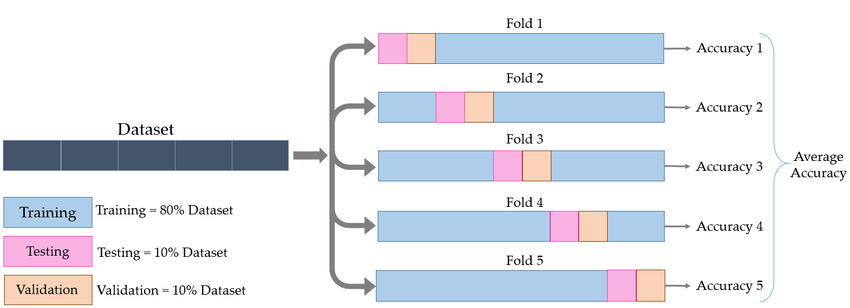 Dataset
Training
Training = 80% Dataset
Testing
Testing = 10% Dataset
Validation
Validation = 10% Dataset
Fold 1
Accuracy 1
Fold 2
Accuracy 2
Fold 3
Accuracy 3
Fold 4
Accuracy 4
Fold 5
Accuracy 5
Average
Accuracy